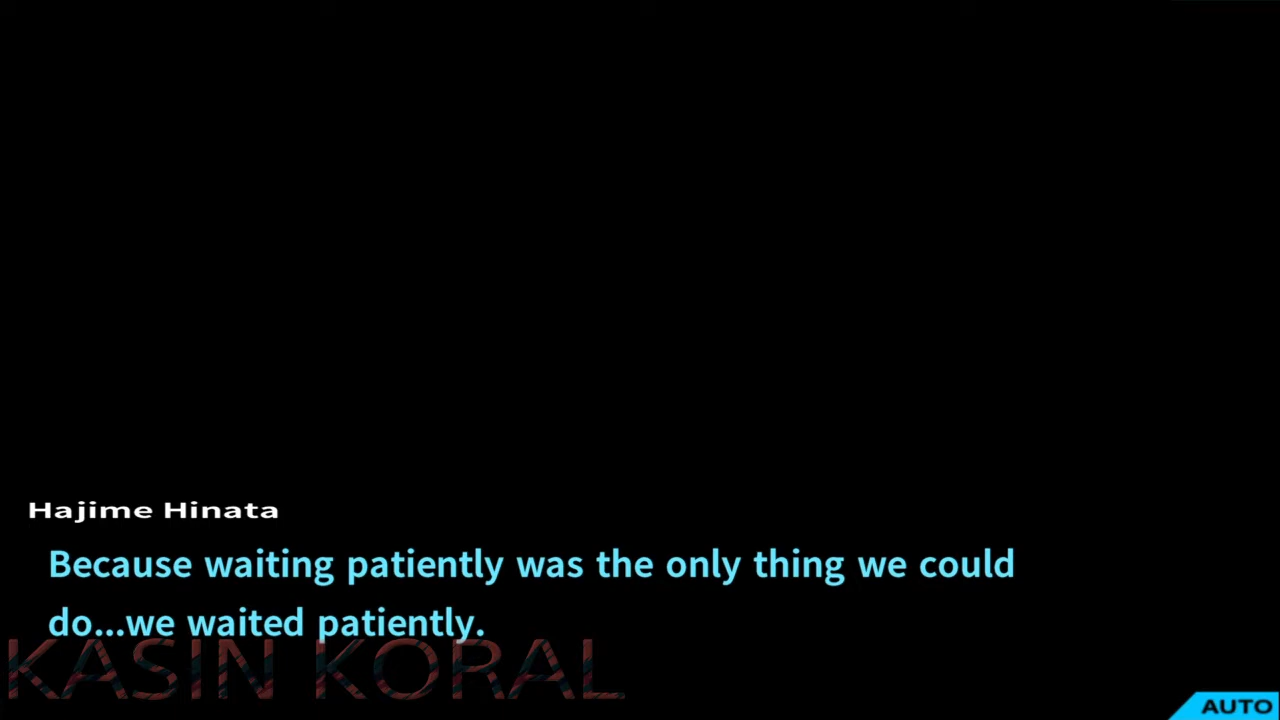 Hajime Hinata
Because waiting patiently was the only thing we could
do...we waited patiently.
KASIN KORAL
AUTO